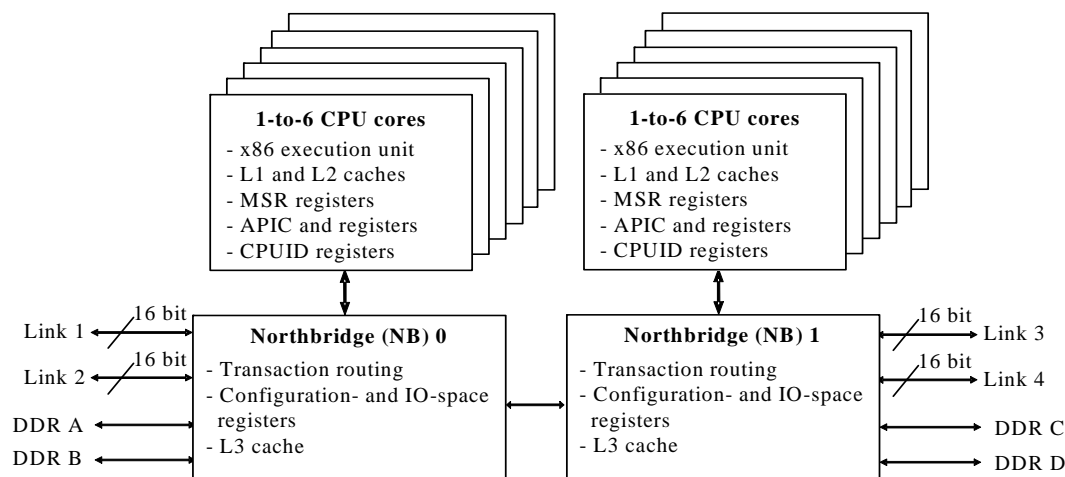 1-to-6 CPU cores
- x86 execution unit
- L1 and L2 caches
- MSR registers
- APIC and registers
- CPUID registers
1-to-6 CPU cores
- x86 execution unit
- L1 and L2 caches
- MSR registers
- APIC and registers
- CPUID registers
Link 1
16 bit
Link 2
16 bit
DDR A
DDR B
Northbridge (NB) 0
- Transaction routing
- Configuration- and IO-space
registers
- L3 cache
Northbridge (NB) 1
- Transaction routing
- Configuration- and IO-space
registers
- L3 cache
16 bit
Link 3
16 bit
Link 4
DDR C
DDR D